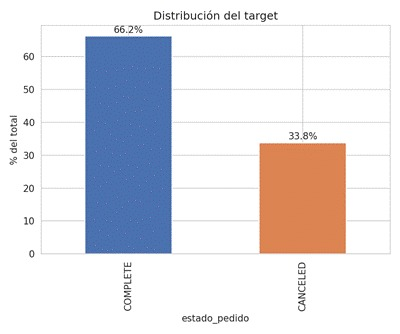 Distribución del target
66.2%
33.8%
% del total
60
50
40
30
20
10
0
COMPLETE
CANCELED
estado_pedido